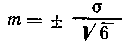 m = ± σ / √6